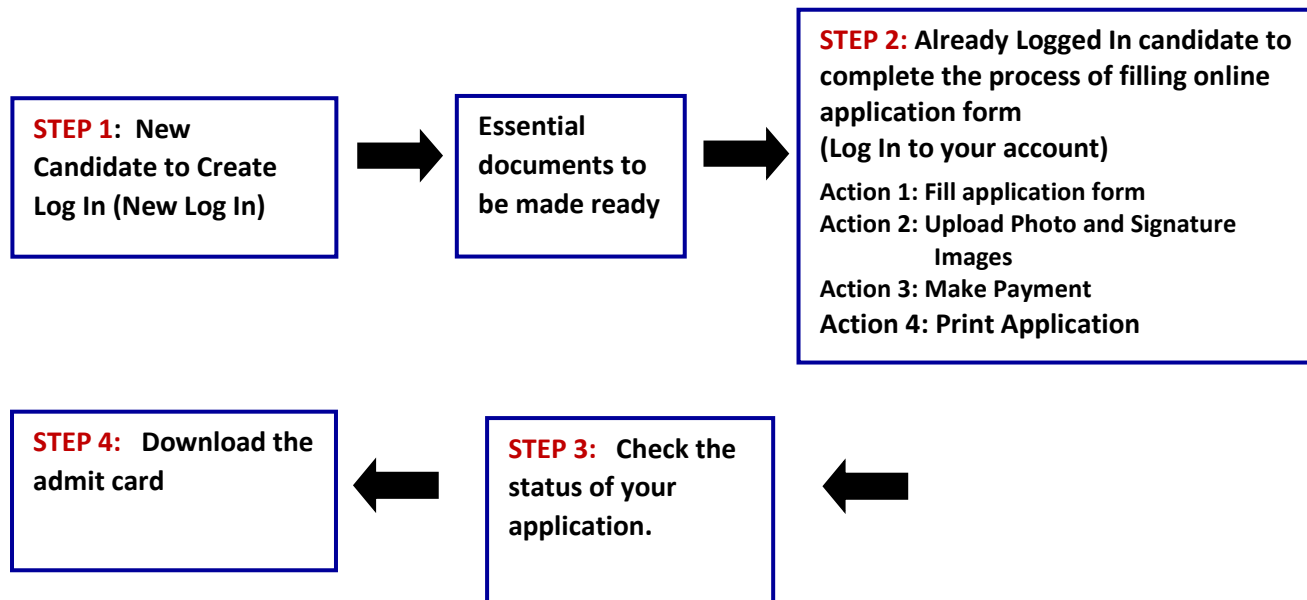 STEP 1: New
Candidate to Create
Log In (New Log In)
Essential
documents to
be made ready
STEP 2: Already Logged In candidate to
complete the process of filling online
application form
(Log In to your account)
Action 1: Fill application form
Action 2: Upload Photo and Signature
Images
Action 3: Make Payment
Action 4: Print Application
STEP 3: Check the
status of your
application.
STEP 4: Download the
admit card